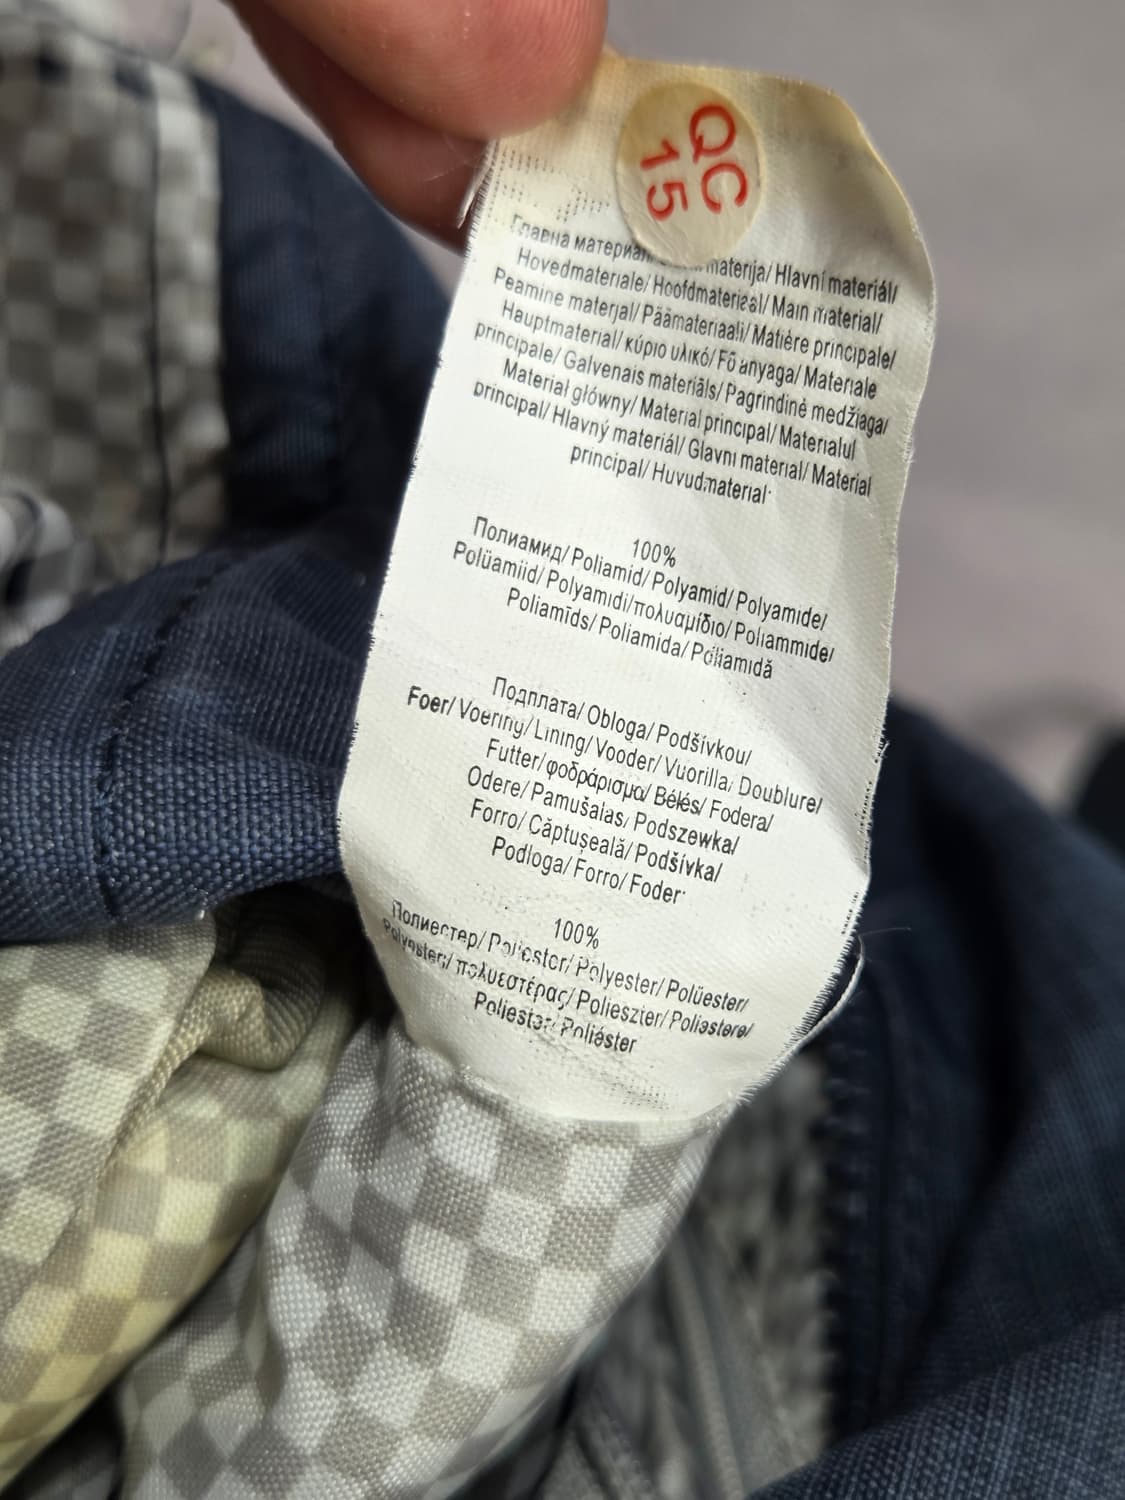 QC
15
Главна материја/ materija/ Hlavní materiál/
Hovedmateriale/ Hoofdmateriaal/ Main material/
Peamine materjal/ Päämateriaali/ Matière principale/
Hauptmaterial/ κύριο υλικό/ Fő anyaga/ Materiale
principale/ Galvenais materiāls/ Pagrindinė medžiaga/
Materiał główny/ Material principal/ Materialul
principal/ Hlavný materiál/ Glavni material/ Material
principal/ Huvudmaterial:
100%
Полиамид/ Poliamid/ Polyamid/ Polyamide/
Polüamiid/ Polyamidi/ πολυαμίδιο/ Poliammide/
Poliamīds/ Poliamida/ Poliamidă
Подплата/ Obloga/ Podšívkou/
Foer/ Voering/ Lining/ Vooder/ Vuorilla/ Doublure/
Futter/ φοδράρισμα/ Bélés/ Fodera/
Odere/ Pamušalas/ Podszewka/
Forro/ Căptușeală/ Podšívka/
Podloga/ Forro/ Foder:
100%
Полиестер/ Poliester/ Polyester/ Polüester/
Polyesteri/ πολυεστέρας/ Polieszter/ Poliestere/
Poliester/ Poliéster